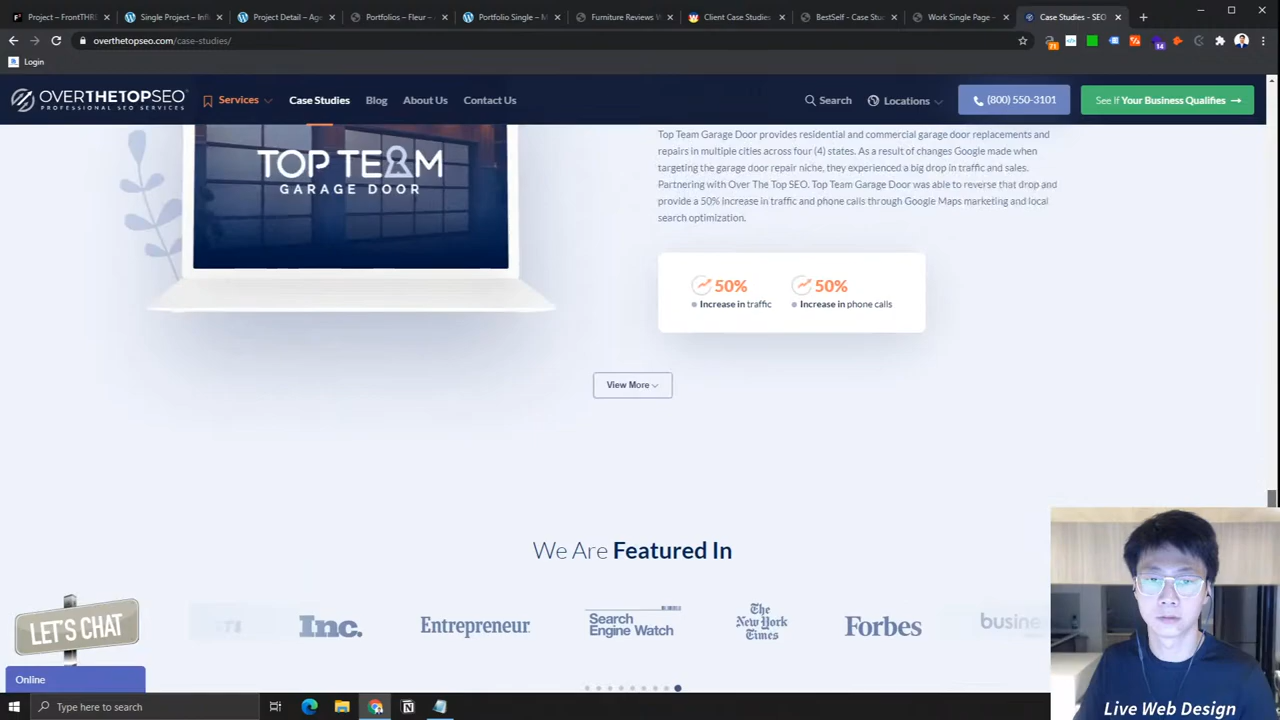 Project – FrontTHR
Single Project – Infl
Project Detail – Age
Portfolios – Fleur –
Portfolio Single – M
Furniture Reviews W
Client Case Studies
BestSelf - Case Stu
Work Single Page –
Case Studies - SEO
overthetopseo.com/case-studies/
21
14
Login
OVERTHETOPSEO
PROFESSIONAL SEO SERVICES
Services
Case Studies
Blog
About Us
Contact Us
Search
Locations
(800) 550-3101
See If Your Business Qualifies →
TOP TEAM
GARAGE DOOR
Top Team Garage Door provides residential and commercial garage door replacements and
repairs in multiple cities across four (4) states. As a result of changes Google made when
targeting the garage door repair niche, they experienced a big drop in traffic and sales.
Partnering with Over The Top SEO. Top Team Garage Door was able to reverse that drop and
provide a 50% increase in traffic and phone calls through Google Maps marketing and local
search optimization.
50%
Increase in traffic
50%
Increase in phone calls
View More
We Are Featured In
Inc.
Entrepreneur
Search
Engine Watch
The
New York
Times
Forbes
busine
LET'S CHAT
Online
Type here to search
Live Web Design